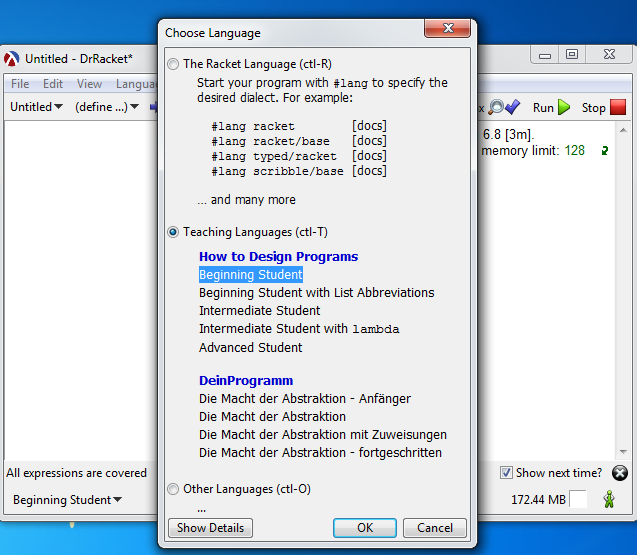 Choose Language
Untitled - DrRacket*
File Edit View
Untitled (define ...)
Run Stop
6.8 [3m].
memory limit: 128
The Racket Language (ctl-R)
Start your program with #lang to specify the
desired dialect. For example:
#lang racket [docs]
#lang racket/base [docs]
#lang typed/racket [docs]
#lang scribble/base [docs]
... and many more
Teaching Languages (ctl-T)
How to Design Programs
Beginning Student
Beginning Student with List Abbreviations
Intermediate Student
Intermediate Student with lambda
Advanced Student
DeinProgramm
Die Macht der Abstraktion - Anfänger
Die Macht der Abstraktion
Die Macht der Abstraktion mit Zuweisungen
Die Macht der Abstraktion - fortgeschritten
Other Languages (ctl-O)
...
Show Details OK Cancel
All expressions are covered
Show next time?
Beginning Student
172.44 MB